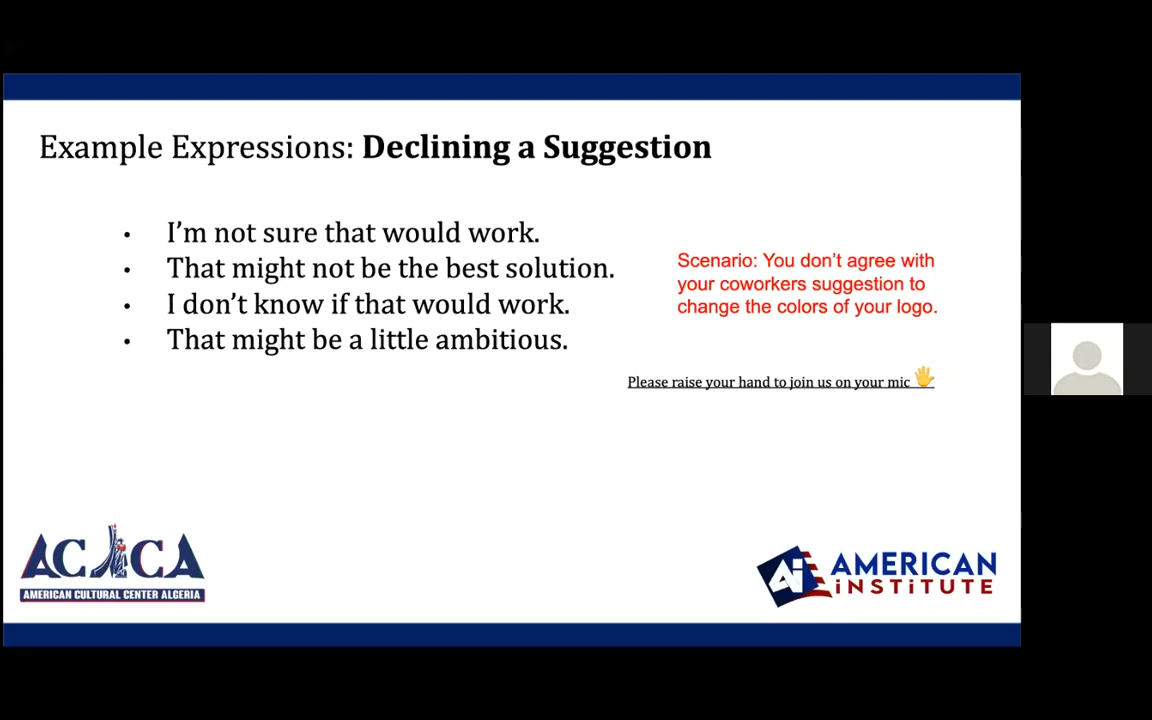 Example Expressions: Declining a Suggestion
• I’m not sure that would work.
• That might not be the best solution.
• I don’t know if that would work.
• That might be a little ambitious.
Scenario: You don’t agree with
your coworkers suggestion to
change the colors of your logo.
Please raise your hand to join us on your mic 🖐
ACCA
AMERICAN CULTURAL CENTER ALGERIA
Ai AMERICAN
iNSTiTUTE